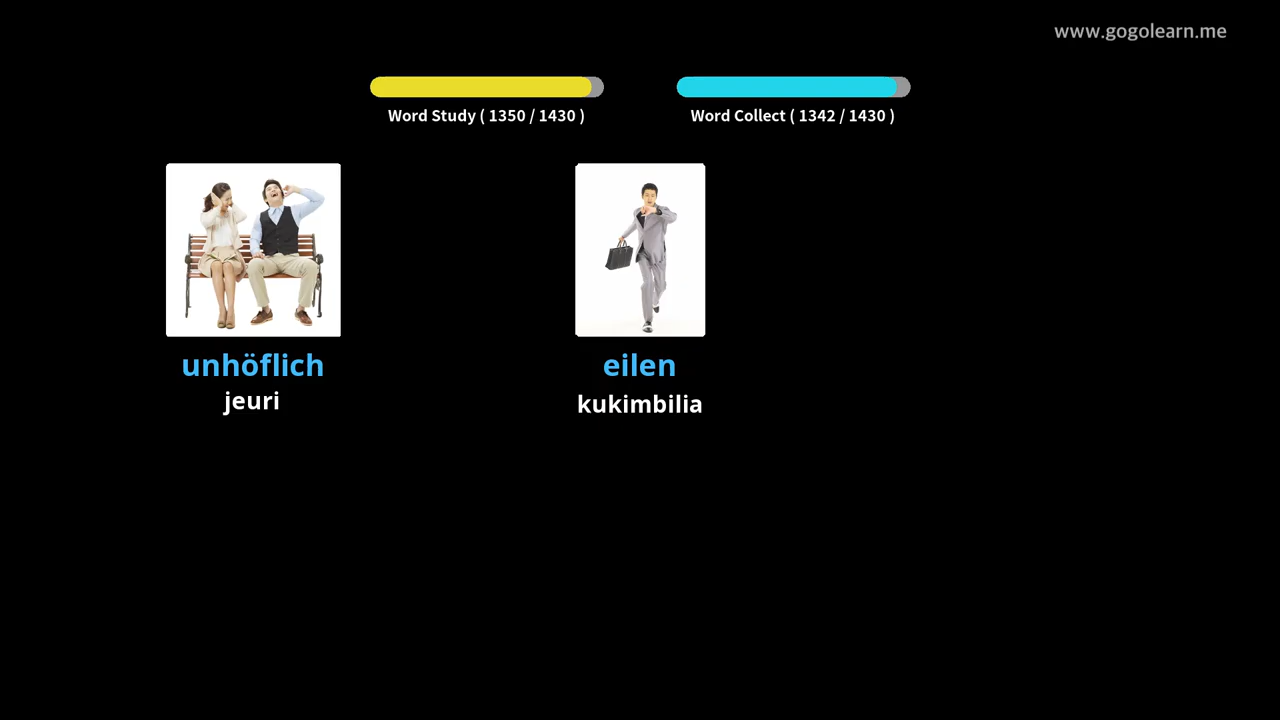 www.gogolearn.me
Word Study ( 1350 / 1430 )
Word Collect ( 1342 / 1430 )
unhöflich
jeuri
eilen
kukimbilia